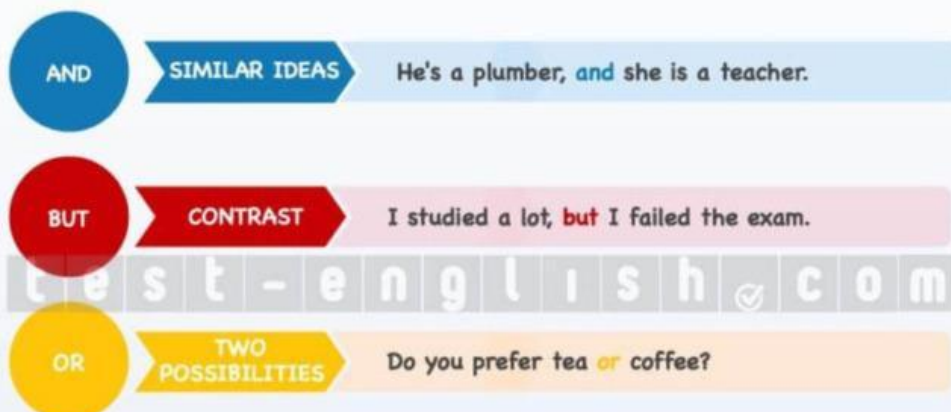 AND SIMILAR IDEAS He's a plumber, and she is a teacher.
BUT CONTRAST I studied a lot, but I failed the exam.
test-english.com
OR TWO POSSIBILITIES Do you prefer tea or coffee?